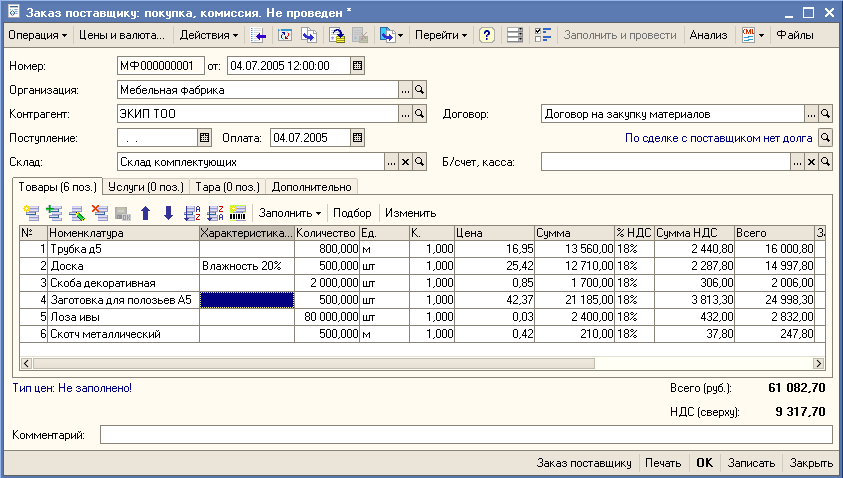 Заказ поставщику: покупка, комиссия. Не проведен *
Операция Цены и валюта... Действия Перейти ? Заполнить и провести Анализ Файлы
Номер: МФ000000001 от: 04.07.2005 12:00:00
Организация: Мебельная фабрика
Контрагент: ЭКИП ТОО Договор: Договор на закупку материалов
Поступление: . . Оплата: 04.07.2005 По сделке с поставщиком нет долга
Склад: Склад комплектующих Б/счет, касса:
Товары (6 поз.) Услуги (0 поз.) Тара (0 поз.) Дополнительно
Заполнить Подбор Изменить
№ Номенклатура Характеристика... Количество Ед. К. Цена Сумма % НДС Сумма НДС Всего За
1 Трубка д5 800,000 м 1,000 16,95 13 560,00 18% 2 440,80 16 000,80
2 Доска Влажность 20% 500,000 шт 1,000 25,42 12 710,00 18% 2 287,80 14 997,80
3 Скоба декоративная 2 000,000 шт 1,000 0,85 1 700,00 18% 306,00 2 006,00
4 Заготовка для полозьев А5 500,000 шт 1,000 42,37 21 185,00 18% 3 813,30 24 998,30
5 Лоза ивы 80 000,000 шт 1,000 0,03 2 400,00 18% 432,00 2 832,00
6 Скотч металлический 500,000 м 1,000 0,42 210,00 18% 37,80 247,80
Тип цен: Не заполнено! Всего (руб.): 61 082,70
НДС (сверху): 9 317,70
Комментарий:
Заказ поставщику Печать OK Записать Закрыть